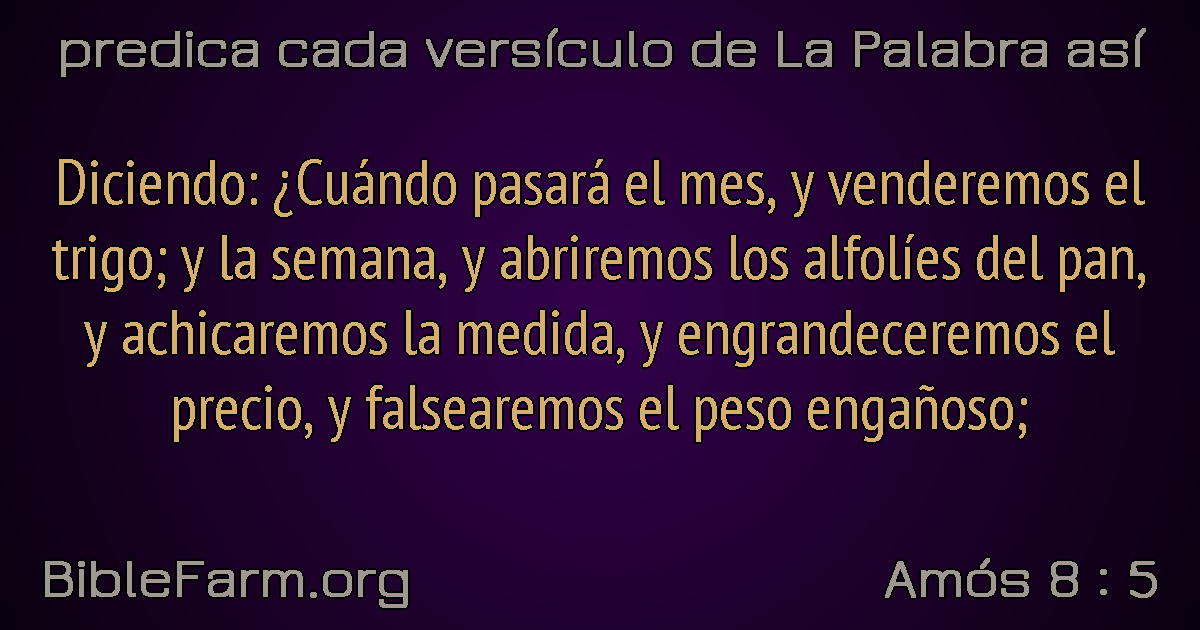 predica cada versículo de La Palabra así
Diciendo: ¿Cuándo pasará el mes, y venderemos el
trigo; y la semana, y abriremos los alfolíes del pan,
y achicaremos la medida, y engrandeceremos el
precio, y falsearemos el peso engañoso;
BibleFarm.org
Amós 8 : 5